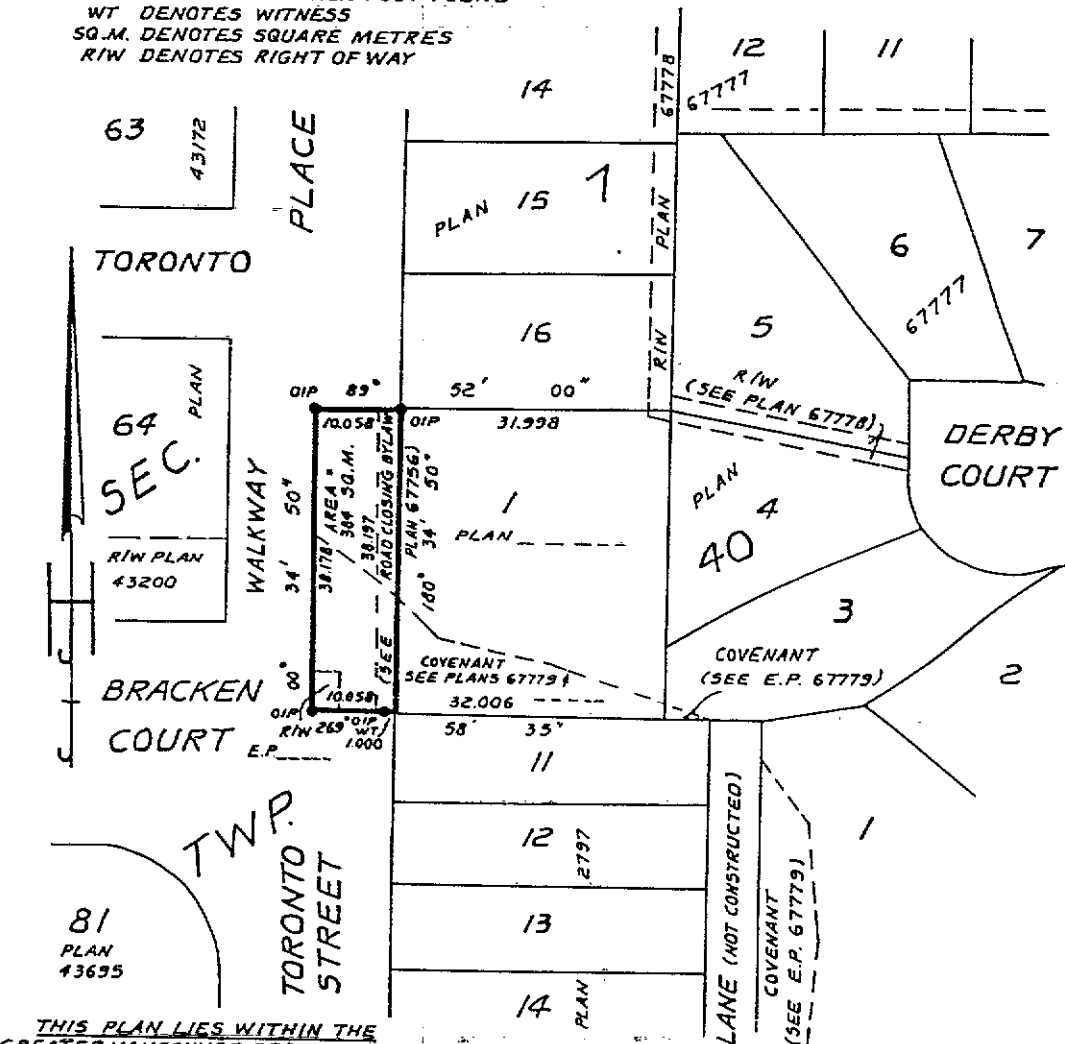 WT DENOTES WITNESS
SQ.M. DENOTES SQUARE METRES
R/W DENOTES RIGHT OF WAY
63
43172
PLACE
14
67778
67777
12
11
TORONTO
PLAN
15
1
PLAN
6
7
67777
16
R/W
5
R/W
(SEE PLAN 67778)
DERBY
COURT
64
PLAN
SEC.
R/W PLAN
43200
WALKWAY
OIP
89°
52'
00"
10.058
OIP
31.998
34'
50"
38.178
AREA =
384 SQ.M.
38.197
(SEE ROAD CLOSING BYLAW
PLAN 67756)
180°
34'
50"
1
PLAN
PLAN
4
40
3
2
COVENANT
SEE PLANS 67779 &
32.006
COVENANT
(SEE E.P. 67779)
BRACKEN
COURT
00°
10.058
OIP
R/W
269°
OIP
WT
1.000
E.P.
58'
35"
11
TWP.
TORONTO
STREET
12
2797
13
14
PLAN
LANE (NOT CONSTRUCTED)
COVENANT
(SEE E.P. 67779)
1
81
PLAN
43695
THIS PLAN LIES WITHIN THE